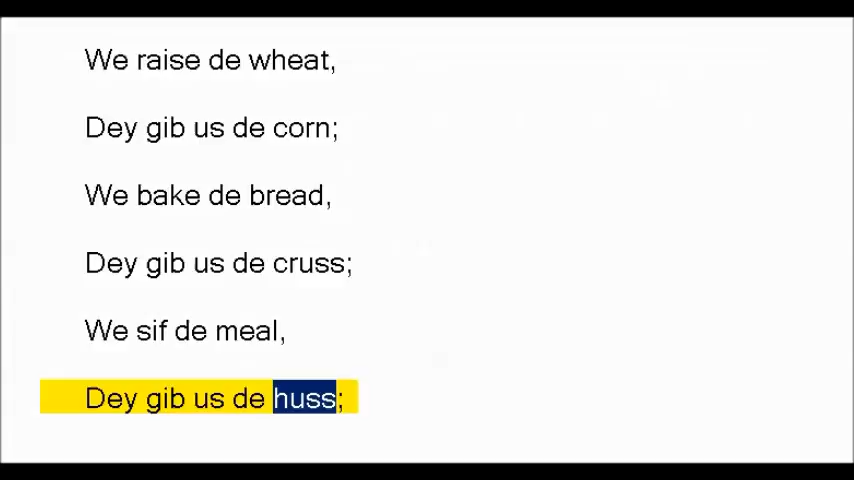 We raise de wheat,
Dey gib us de corn;
We bake de bread,
Dey gib us de cruss;
We sif de meal,
Dey gib us de huss;